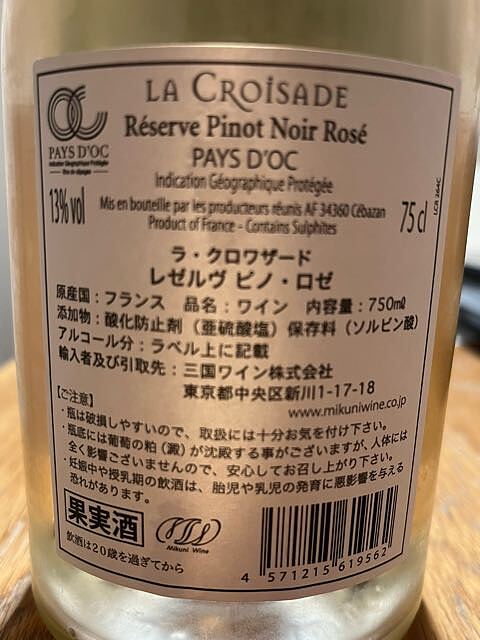 LA CROISADE
Réserve Pinot Noir Rosé
PAYS D'OC
Indication Géographique Protégée
PAYS D'OC
Indication Géographique Protégée
13% vol
Mis en bouteille par les producteurs réunis AF 34360 Cébazan
Product of France - Contains Sulphites
75 cl
LCR 264C
ラ・クロワザード
レゼルヴ ピノ・ロゼ
原産国：フランス 品名：ワイン 内容量：750mℓ
添加物：酸化防止剤（亜硫酸塩）保存料（ソルビン酸）
アルコール分：ラベル上に記載
輸入者及び引取先：三国ワイン株式会社
東京都中央区新川1-17-18
www.mikuniwine.co.jp
【ご注意】
・瓶は破損しやすいので、取扱には十分お気を付け下さい。
・瓶底には葡萄の粕（澱）が沈殿する事がございますが、人体には
全く影響ございませんので、安心してお召し上がり下さい。
・妊娠中や授乳期の飲酒は、胎児や乳児の発育に悪影響を与える
恐れがあります。
果実酒
Mikuni Wine
飲酒は20歳を過ぎてから
4 571215 619562